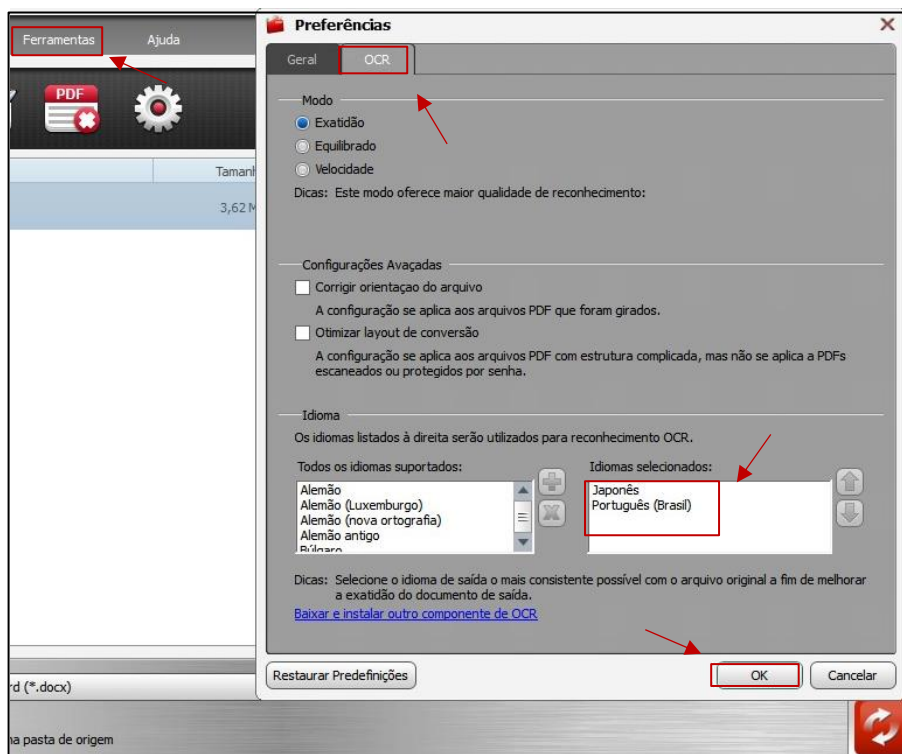 Ferramentas Ajuda
PDF
Tamanh
3,62 M
rd (*.docx)
na pasta de origem
Preferências
Geral OCR
Modo
Exatidão
Equilibrado
Velocidade
Dicas: Este modo oferece maior qualidade de reconhecimento:
Configurações Avaçadas
Corrigir orientaçao do arquivo
A configuração se aplica aos arquivos PDF que foram girados.
Otimizar layout de conversão
A configuração se aplica aos arquivos PDF com estrutura complicada, mas não se aplica a PDFs
escaneados ou protegidos por senha.
Idioma
Os idiomas listados à direita serão utilizados para reconhecimento OCR.
Todos os idiomas suportados:
Alemão
Alemão (Luxemburgo)
Alemão (nova ortografia)
Alemão antigo
Búlgaro
Idiomas selecionados:
Japonês
Português (Brasil)
Dicas: Selecione o idioma de saída o mais consistente possível com o arquivo original a fim de melhorar
a exatidão do documento de saída.
Baixar e instalar outro componente de OCR
Restaurar Predefinições OK Cancelar